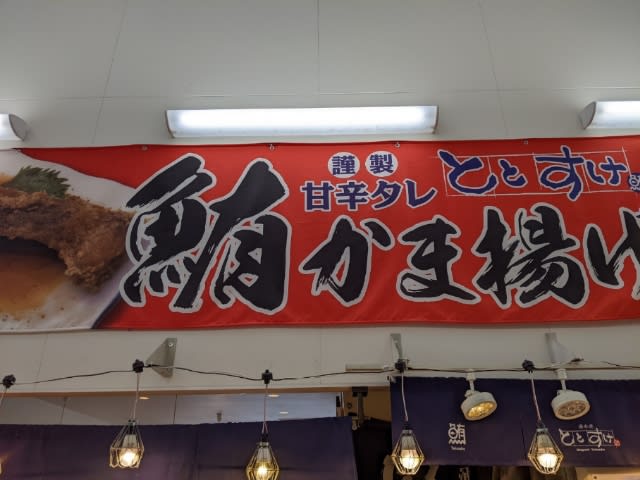 謹製
甘辛タレ ととすけ
鮪かま揚げ
鮪
ととすけ